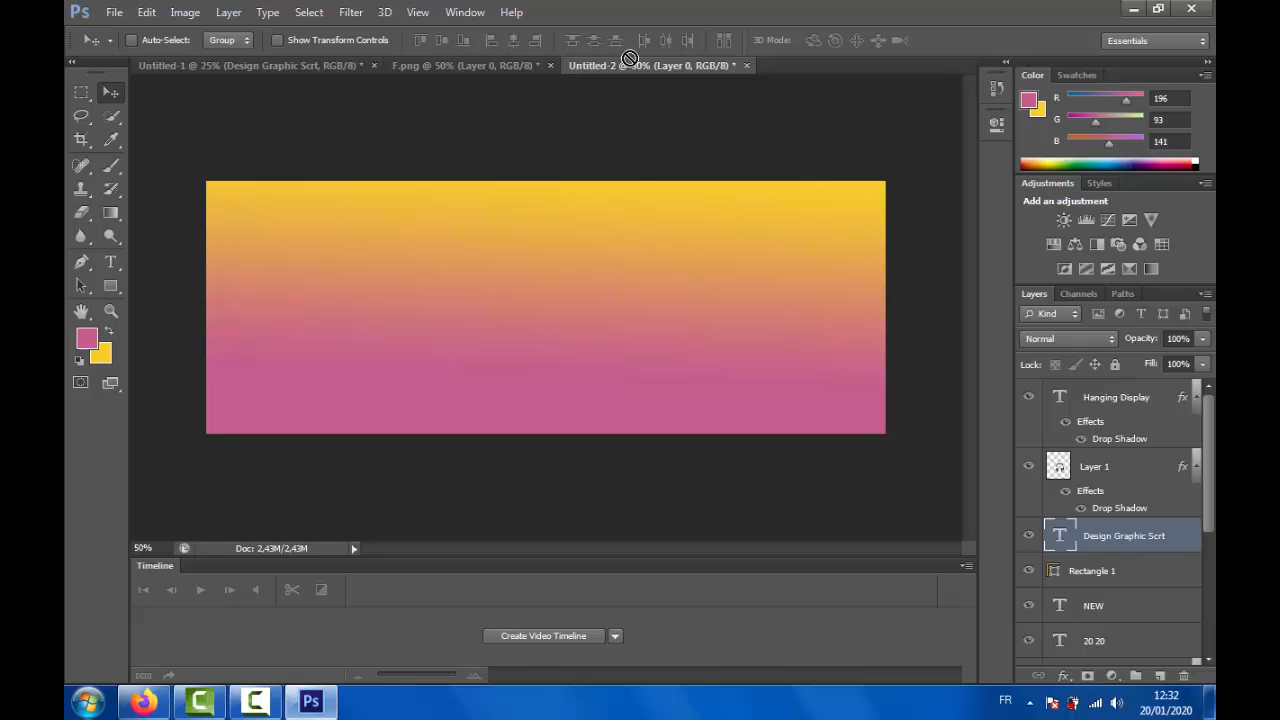 Ps File Edit Image Layer Type Select Filter 3D View Window Help
Auto-Select: Group Show Transform Controls 3D Mode: Essentials
Untitled-1 @ 25% (Design Graphic Scrt, RGB/8) * × F.png @ 50% (Layer 0, RGB/8) * × Untitled-2 @ 50% (Layer 0, RGB/8) * ×
Color Swatches
R 196
G 93
B 141
Adjustments Styles
Add an adjustment
Layers Channels Paths
Kind T
Normal Opacity: 100%
Lock: Fill: 100%
T Hanging Display fx
Effects
Drop Shadow
Layer 1 fx
Effects
Drop Shadow
T Design Graphic Scrt
Rectangle 1
T NEW
T 20 20
fx
50% Doc: 2,43M/2,43M
Timeline
Create Video Timeline
Ps
FR
12:32
20/01/2020